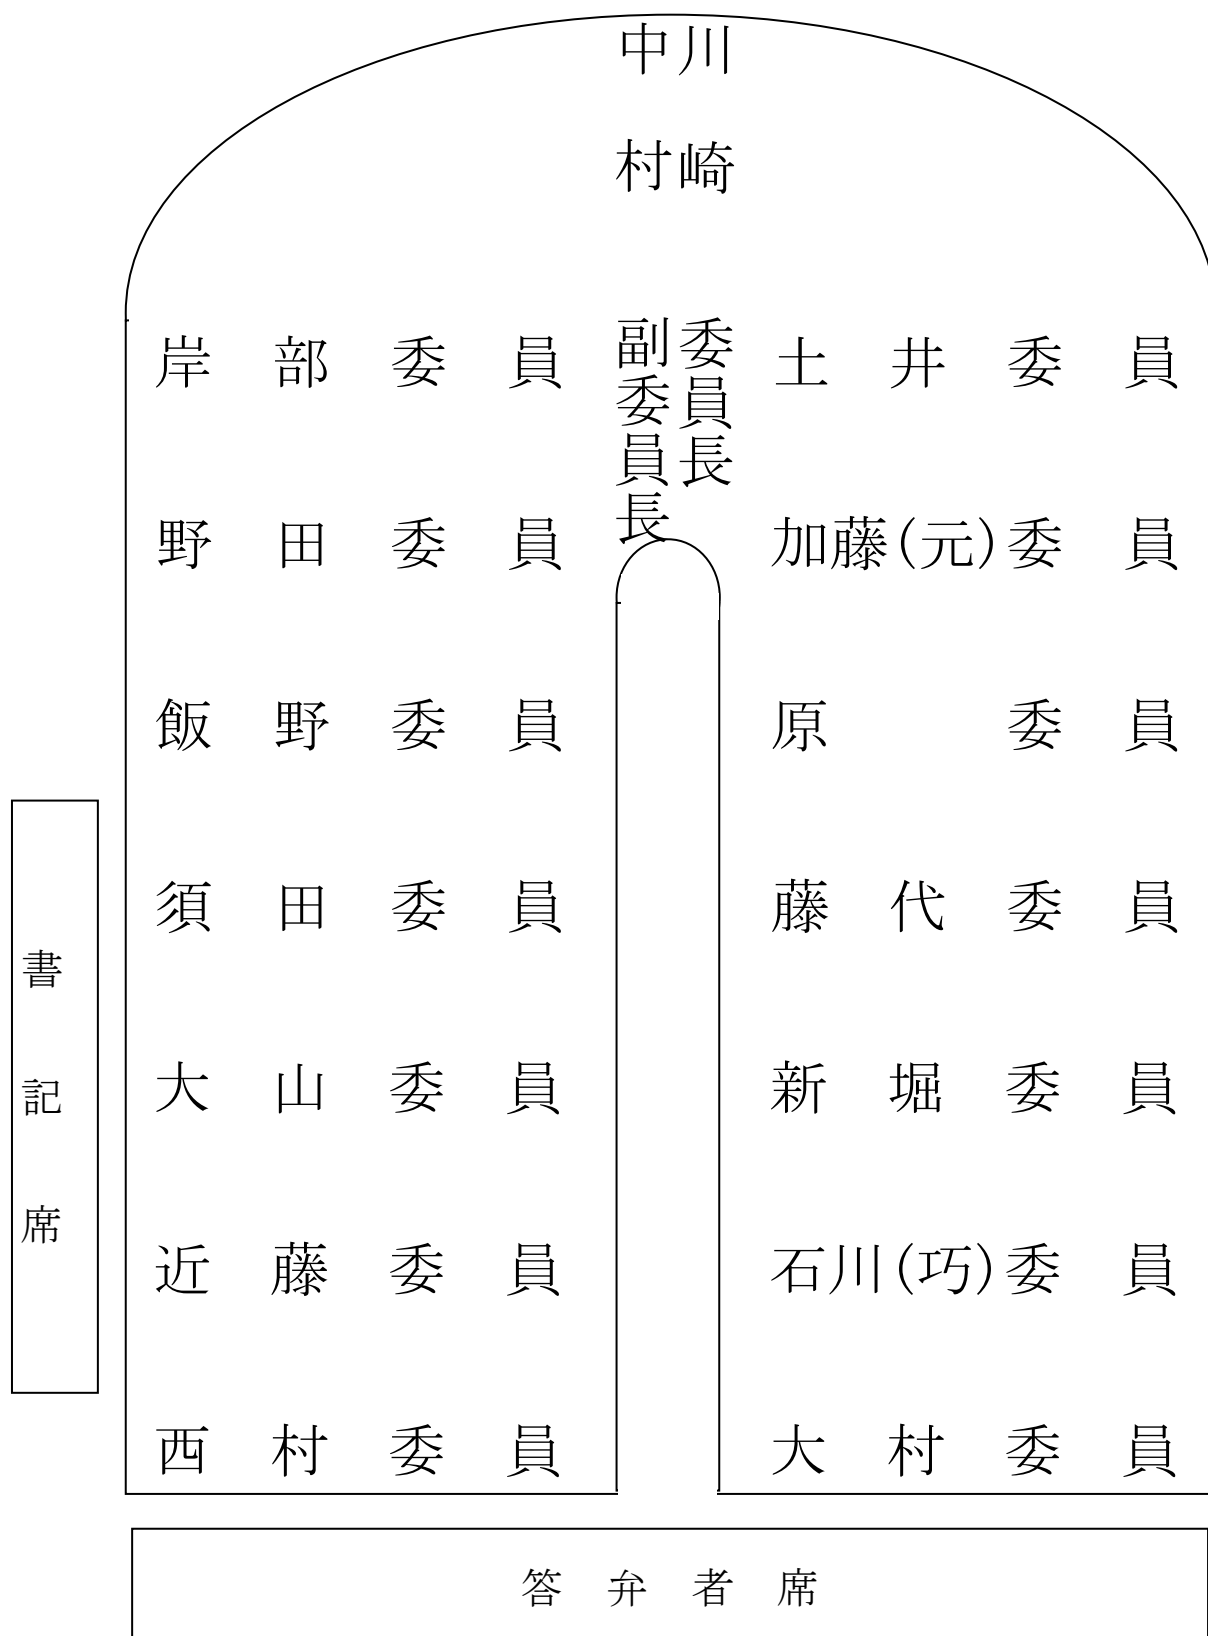 川崎委員長
中村副委員長
岸部委員
土井委員
野田委員
加藤(元)委員
飯野委員
原委員
須田委員
藤代委員
大山委員
新堀委員
近藤委員
石川(巧)委員
西村委員
大村委員
書記席
答弁者席